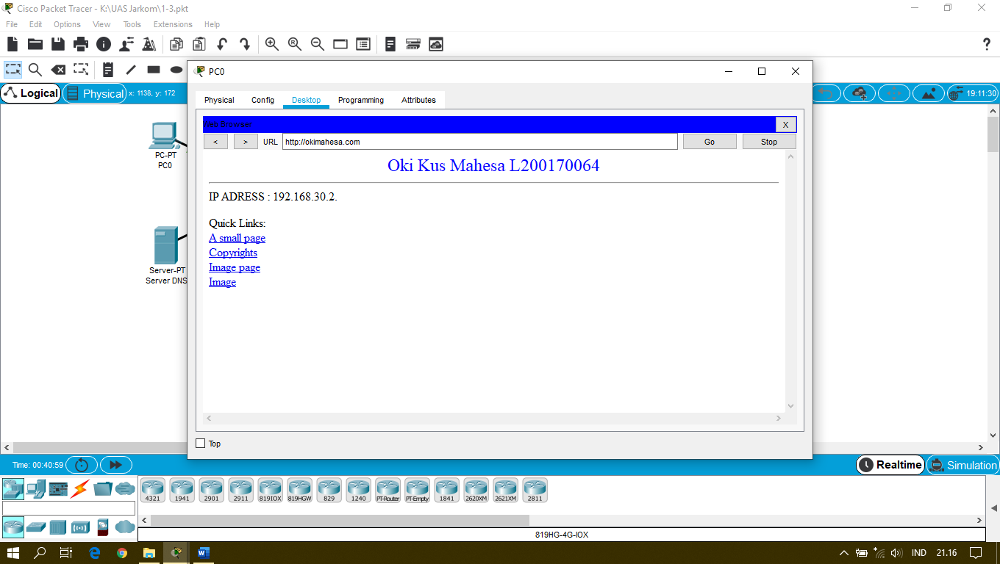 Cisco Packet Tracer - K:\UAS Jarkom\1-3.pkt
File Edit Options View Tools Extensions Help
?
Logical Physical x: 1138, y: 172 19:11:30
PC0
Physical Config Desktop Programming Attributes
Web Browser X
< > URL http://okimahesa.com Go Stop
Oki Kus Mahesa L200170064
IP ADRESS : 192.168.30.2.
Quick Links:
A small page
Copyrights
Image page
Image
Top
PC-PT
PC0
Server-PT
Server DNS
Time: 00:40:59 Realtime Simulation
4321 1941 2901 2911 819IOX 819HGW 829 1240 PT-Router PT-Empty 1841 2620XM 2621XM 2811
819HG-4G-IOX
IND 21.16